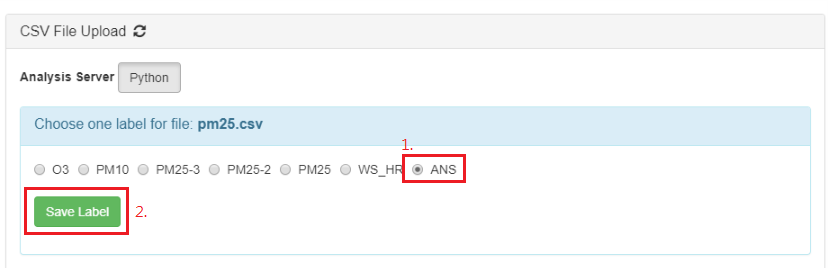 CSV File Upload
Analysis Server Python
Choose one label for file: pm25.csv
1.
O3 PM10 PM25-3 PM25-2 PM25 WS_HR ANS
Save Label 2.